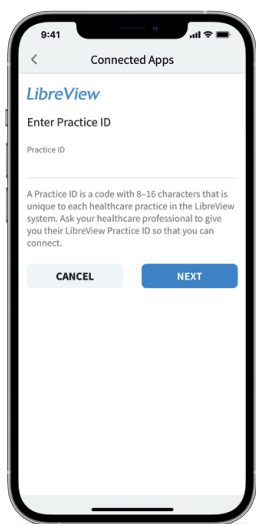 9:41
Connected Apps
LibreView
Enter Practice ID
Practice ID
A Practice ID is a code with 8–16 characters that is
unique to each healthcare practice in the LibreView
system. Ask your healthcare professional to give
you their LibreView Practice ID so that you can
connect.
CANCEL NEXT